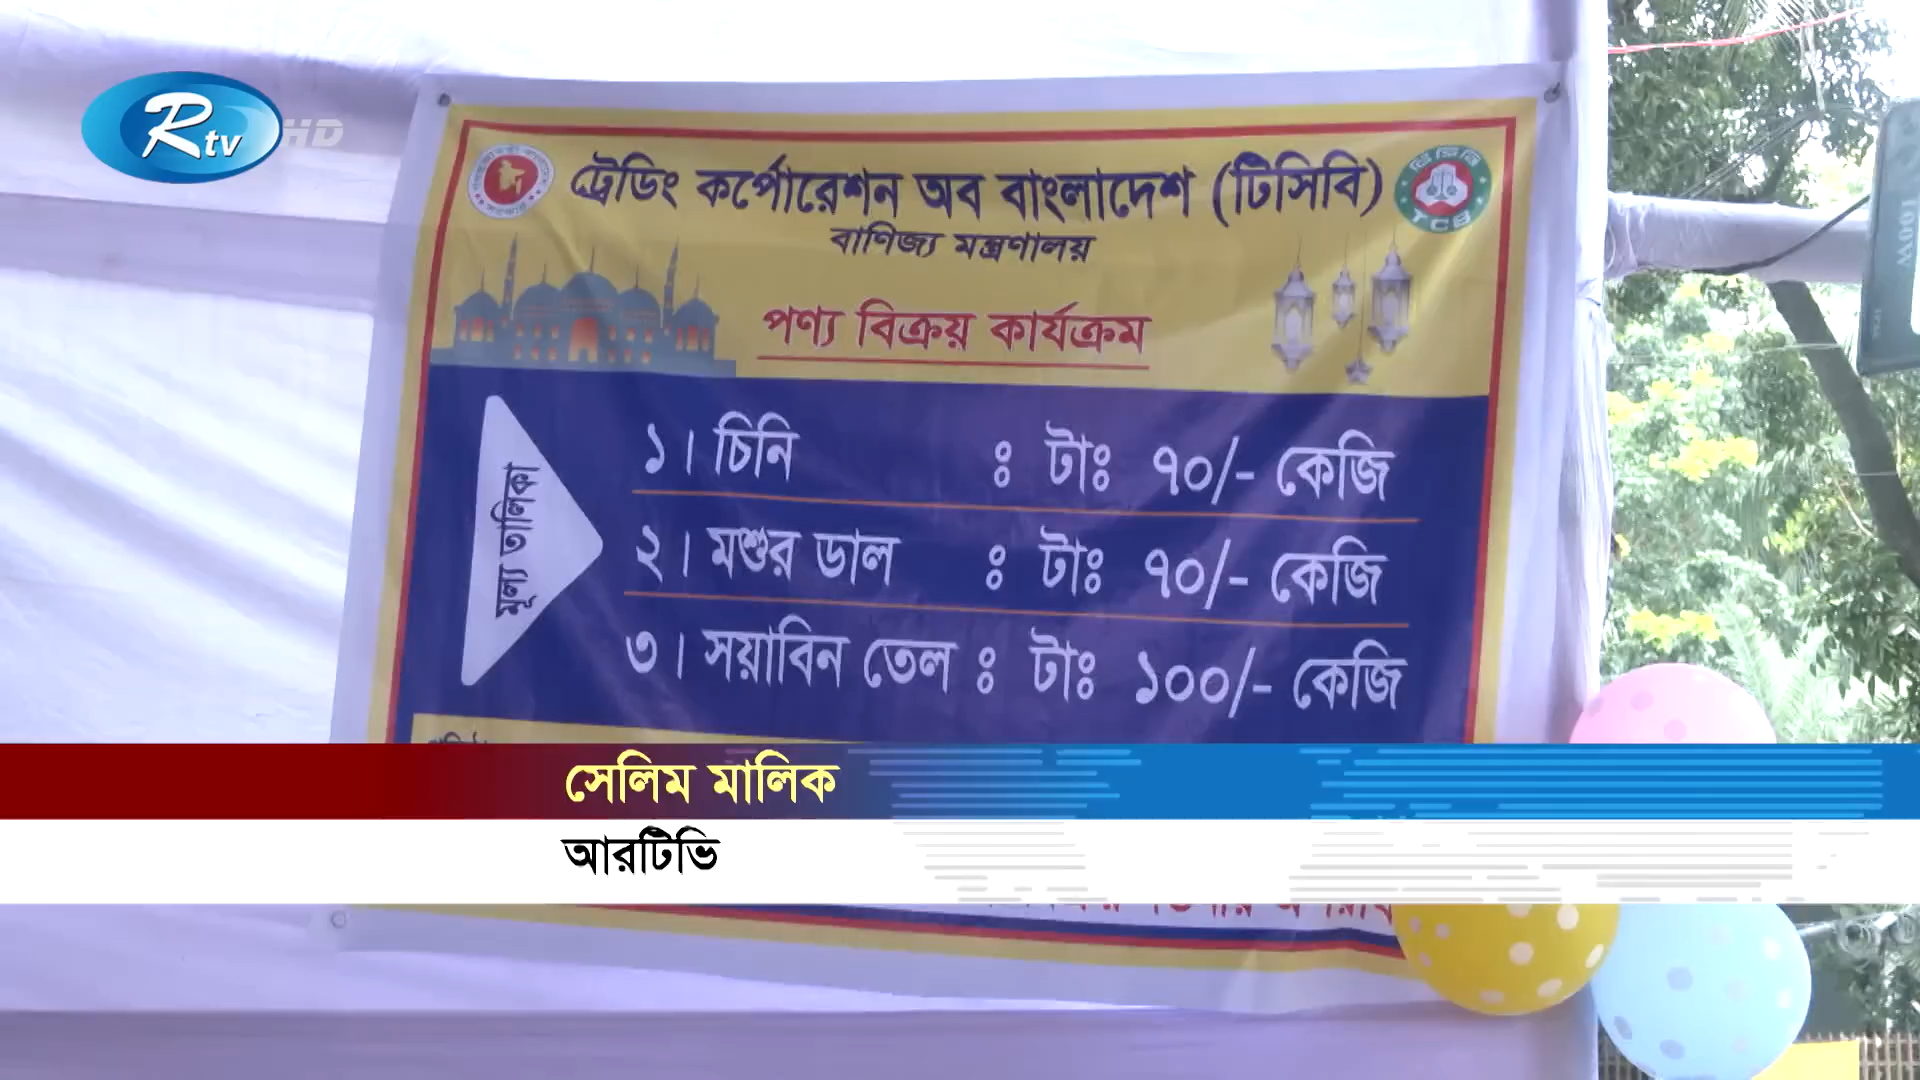 Rtv HD
ট্রেডিং কর্পোরেশন অব বাংলাদেশ (টিসিবি)
TCB
বাণিজ্য মন্ত্রণালয়
পণ্য বিক্রয় কার্যক্রম
মূল্য তালিকা
১। চিনি : টাঃ ৭০/- কেজি
২। মশুর ডাল : টাঃ ৭০/- কেজি
৩। সয়াবিন তেল : টাঃ ১০০/- কেজি
সেলিম মালিক
আরটিভি
100W